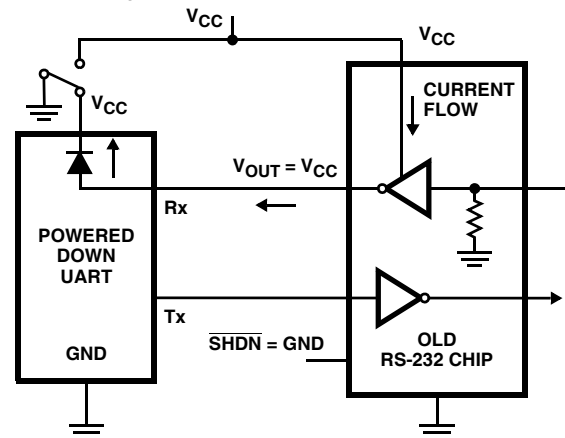 VCC
VCC
VCC
CURRENT
FLOW
VOUT = VCC
Rx
POWERED
DOWN
UART
Tx
SHDN = GND
GND
OLD
RS-232 CHIP